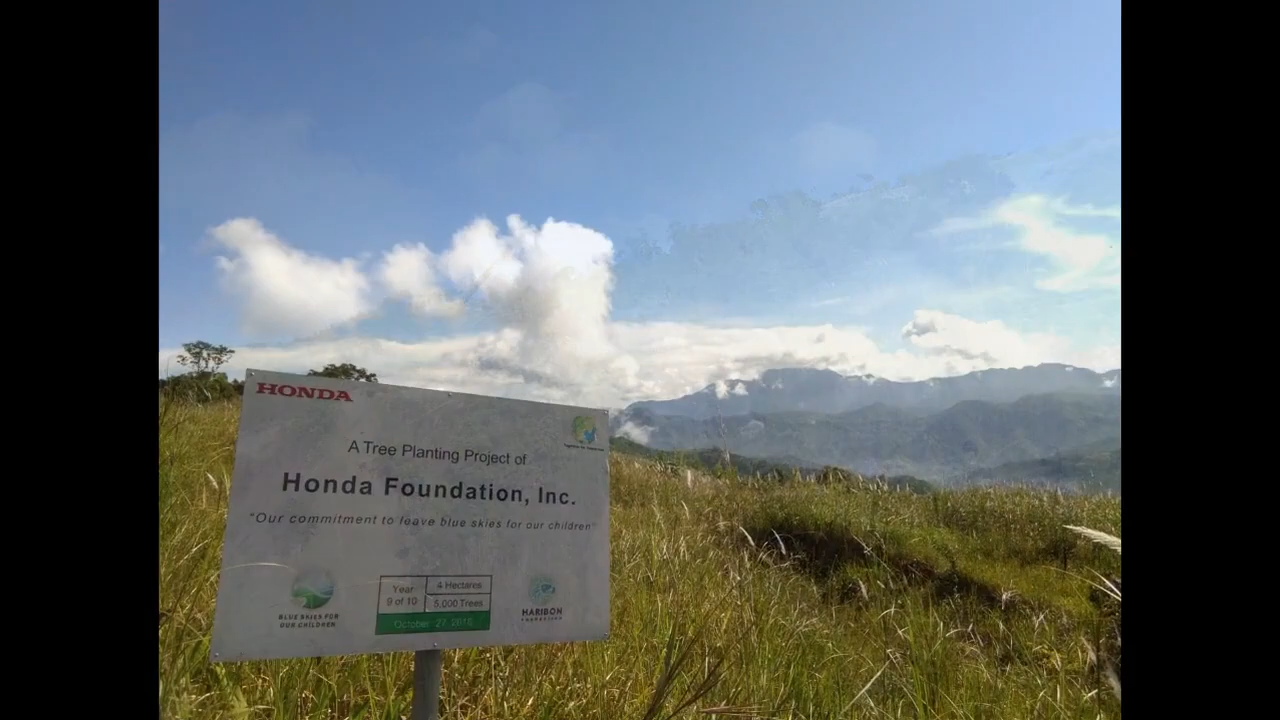 HONDA
A Tree Planting Project of
Honda Foundation, Inc.
"Our commitment to leave blue skies for our children"
BLUE SKIES FOR
OUR CHILDREN
Year
9 of 10
4 Hectares
5,000 Trees
October 27,
HARIBON
FOUNDATION